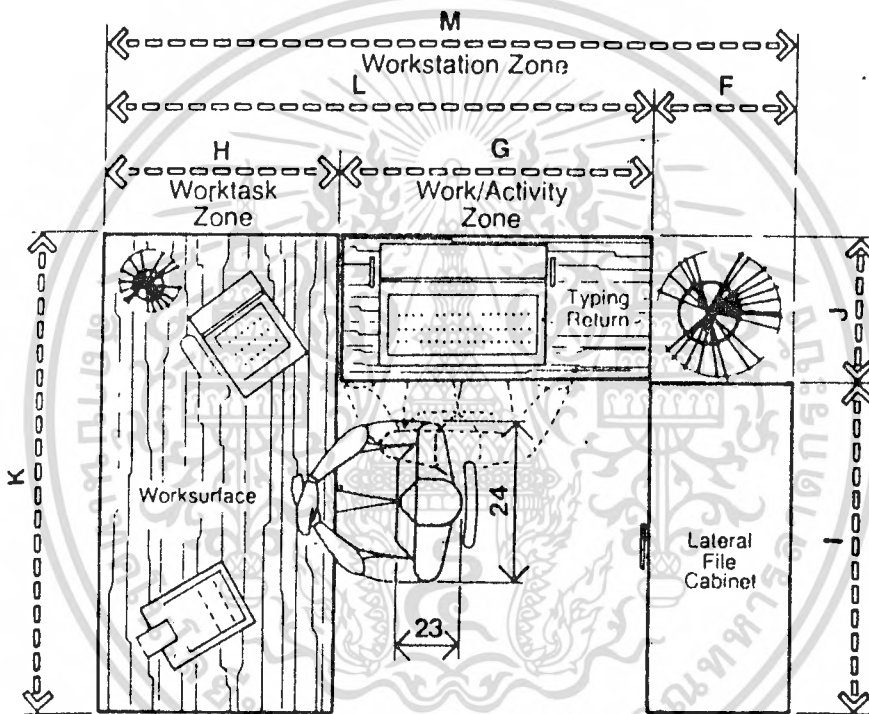 M
Workstation Zone
L
F
H
G
Worktask
Zone
Work/Activity
Zone
Typing
Return
J
K
Worksurface
24
Lateral
File
Cabinet
I
23